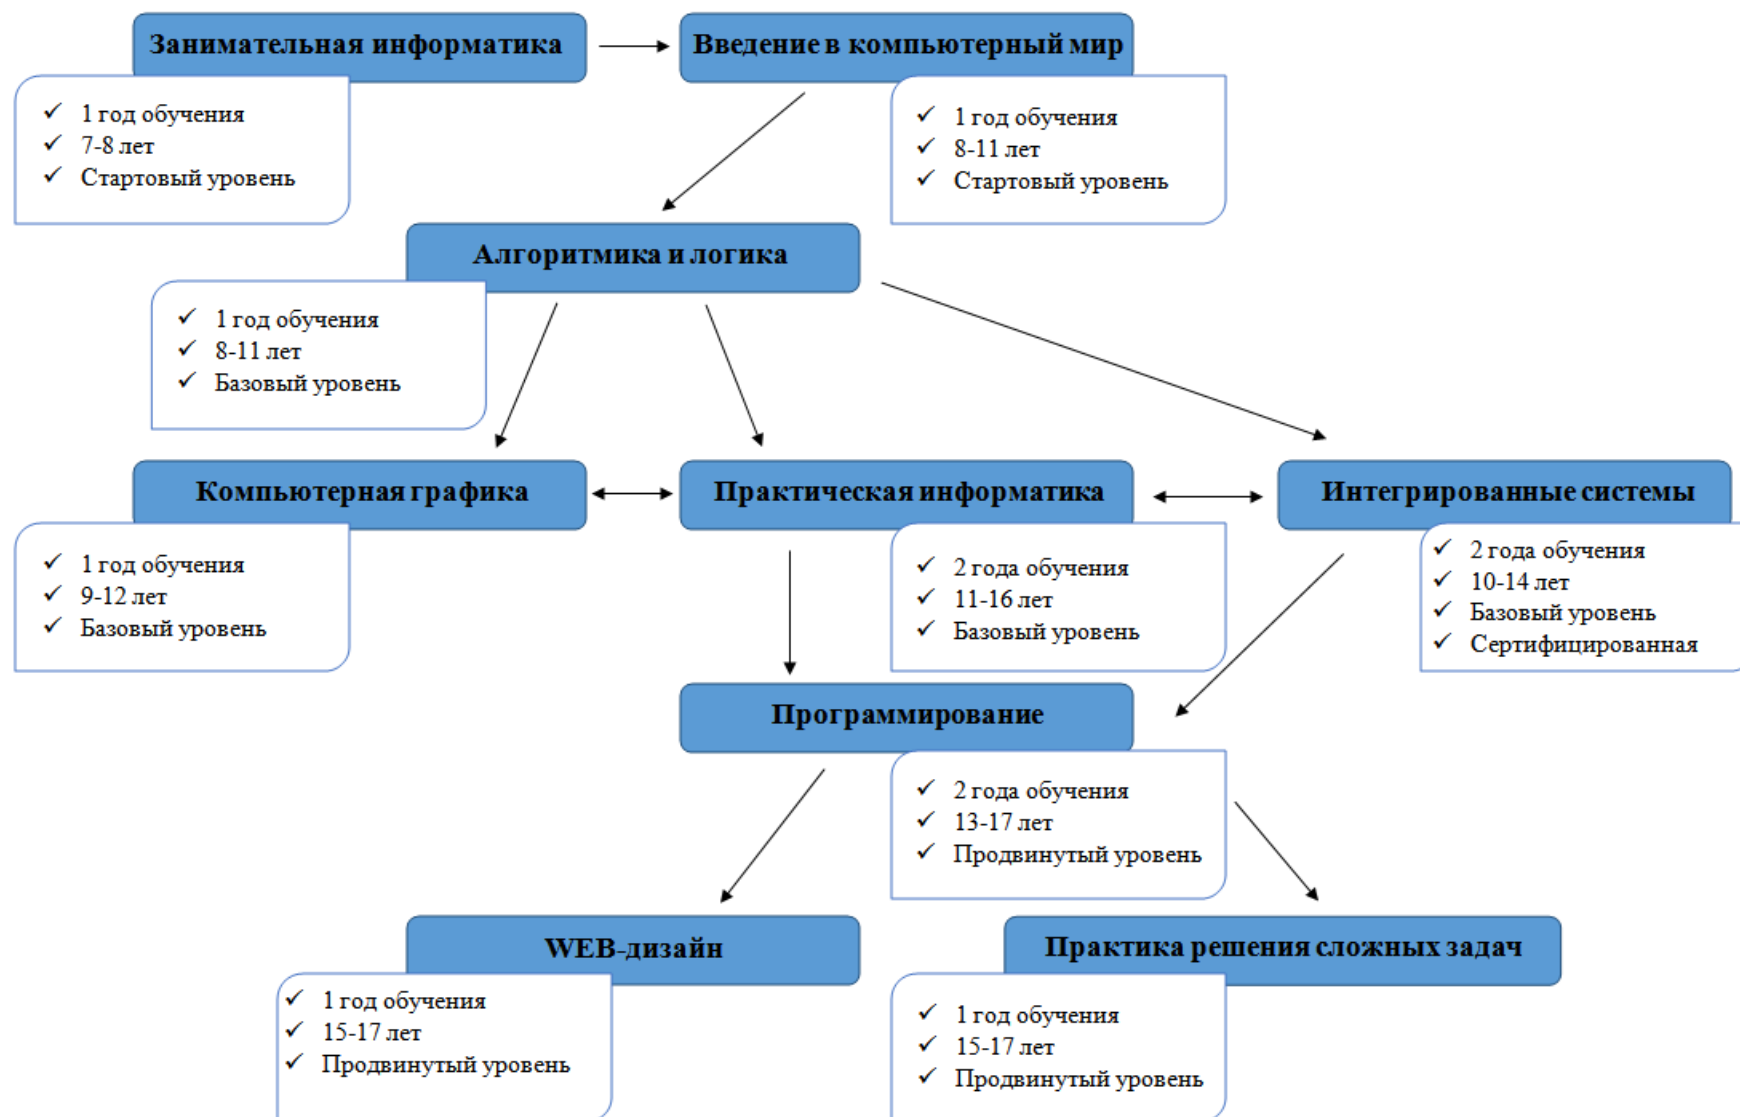 Занимательная информатика
Введение в компьютерный мир
1 год обучения
7-8 лет
Стартовый уровень
1 год обучения
8-11 лет
Стартовый уровень
Алгоритмика и логика
1 год обучения
8-11 лет
Базовый уровень
Компьютерная графика
Практическая информатика
Интегрированные системы
1 год обучения
9-12 лет
Базовый уровень
2 года обучения
11-16 лет
Базовый уровень
2 года обучения
10-14 лет
Базовый уровень
Сертифицированная
Программирование
2 года обучения
13-17 лет
Продвинутый уровень
WEB-дизайн
Практика решения сложных задач
1 год обучения
15-17 лет
Продвинутый уровень
1 год обучения
15-17 лет
Продвинутый уровень